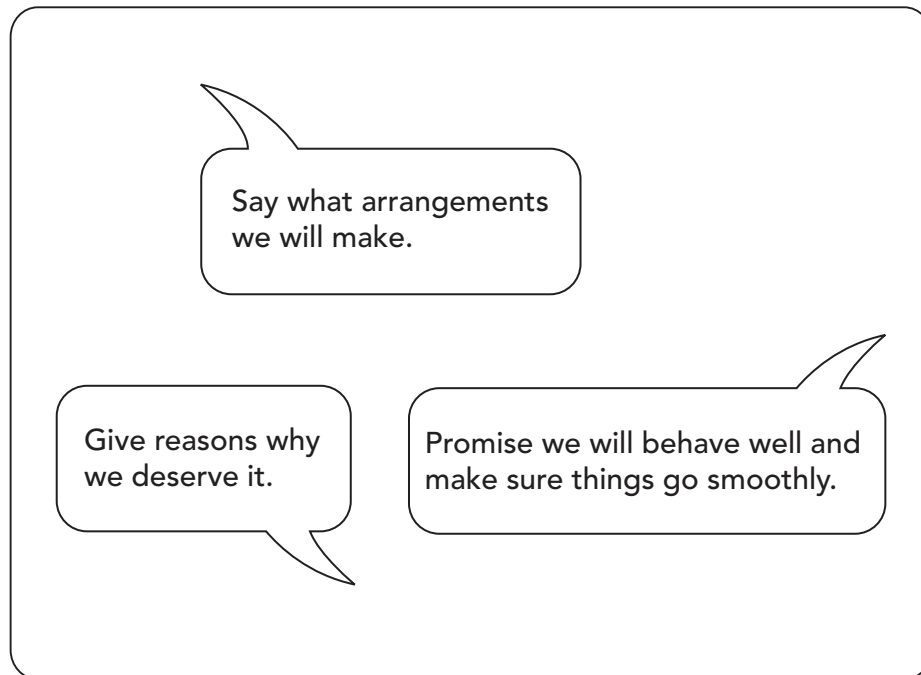 Say what arrangements
we will make.
Give reasons why
we deserve it.
Promise we will behave well and
make sure things go smoothly.